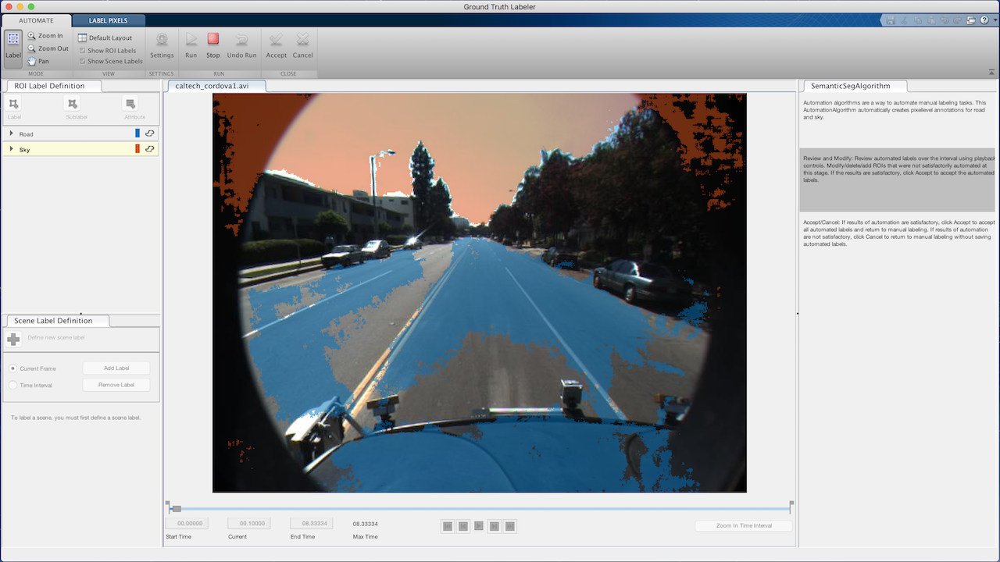 Ground Truth Labeler
AUTOMATE
LABEL PIXELS
Label
Zoom In
Zoom Out
Pan
MODE
Default Layout
Show ROI Labels
Show Scene Labels
VIEW
Settings
SETTINGS
Run
Stop
Undo Run
RUN
Accept
Cancel
CLOSE
ROI Label Definition
Label
Sublabel
Attribute
Road
Sky
Scene Label Definition
Define new scene label
Current Frame
Add Label
Time Interval
Remove Label
To label a scene, you must first define a scene label.
caltech_cordova1.avi
00.00000
00.10000
08.33334
08.33334
Start Time
Current
End Time
Max Time
Zoom In Time Interval
SemanticSegAlgorithm
Automation algorithms are a way to automate manual labeling tasks. This
AutomationAlgorithm automatically creates pixellevel annotations for road
and sky.
Review and Modify: Review automated labels over the interval using playback
controls. Modify/delete/add ROIs that were not satisfactorily automated at
this stage. If the results are satisfactory, click Accept to accept the automated
labels.
Accept/Cancel: If results of automation are satisfactory, click Accept to accept
all automated labels and return to manual labeling. If results of automation
are not satisfactory, click Cancel to return to manual labeling without saving
automated labels.